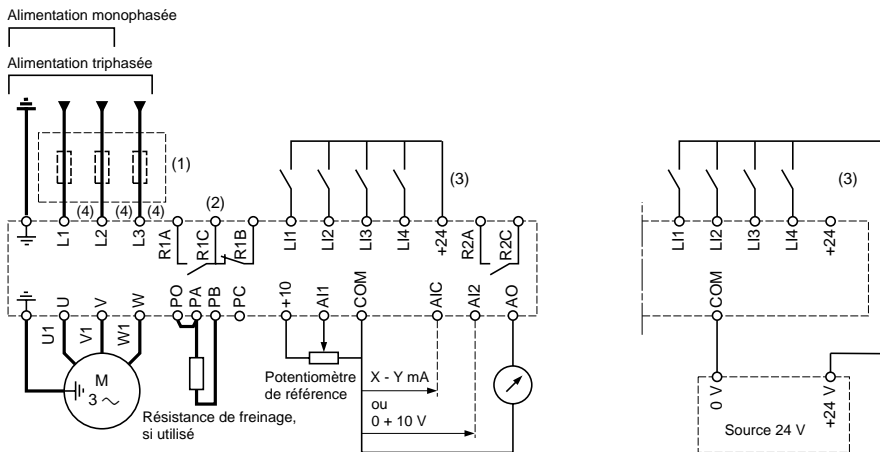 Alimentation monophasée
Alimentation triphasée
(1)
(2)
(3)
(3)
(4)
(4)
(4)
L1
L2
L3
R1A
R1C
R1B
LI1
LI2
LI3
LI4
+24
R2A
R2C
LI1
LI2
LI3
LI4
+24
U
V
W
PO
PA
PB
PC
+10
AI1
COM
AIC
AI2
AO
COM
U1
V1
W1
M
3
Potentiomètre
de référence
X - Y mA
ou
0 + 10 V
Résistance de freinage,
si utilisé
0 V
+24 V
Source 24 V